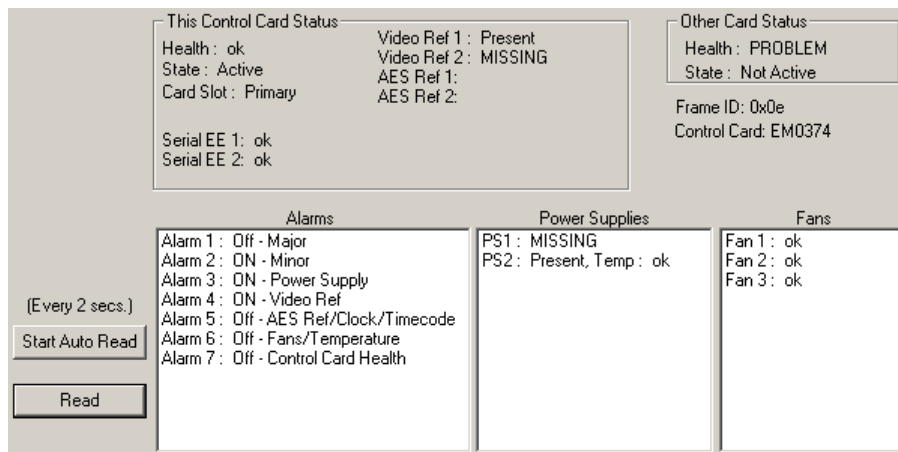 This Control Card Status
Health : ok
State : Active
Card Slot : Primary
Serial EE 1: ok
Serial EE 2: ok
Video Ref 1 : Present
Video Ref 2 : MISSING
AES Ref 1:
AES Ref 2:
Other Card Status
Health : PROBLEM
State : Not Active
Frame ID: 0x0e
Control Card: EM0374
Alarms
Alarm 1 : Off - Major
Alarm 2 : ON - Minor
Alarm 3 : ON - Power Supply
Alarm 4 : ON - Video Ref
Alarm 5 : Off - AES Ref/Clock/Timecode
Alarm 6 : Off - Fans/Temperature
Alarm 7 : Off - Control Card Health
Power Supplies
PS1 : MISSING
PS2 : Present, Temp : ok
Fans
Fan 1 : ok
Fan 2 : ok
Fan 3 : ok
(Every 2 secs.)
Start Auto Read
Read